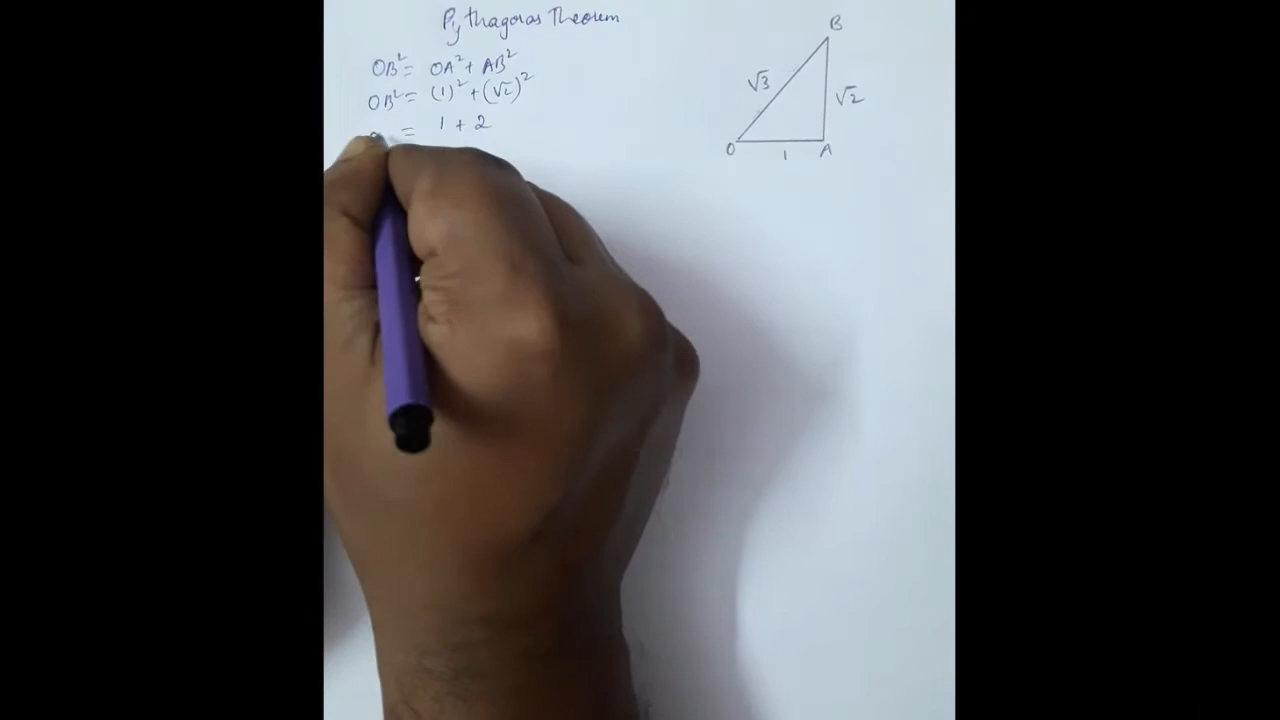 Pythagoras Theorem
OB² = OA² + AB²
OB² = (1)² + (√2)²
= 1 + 2
B
√3
√2
O
1
A